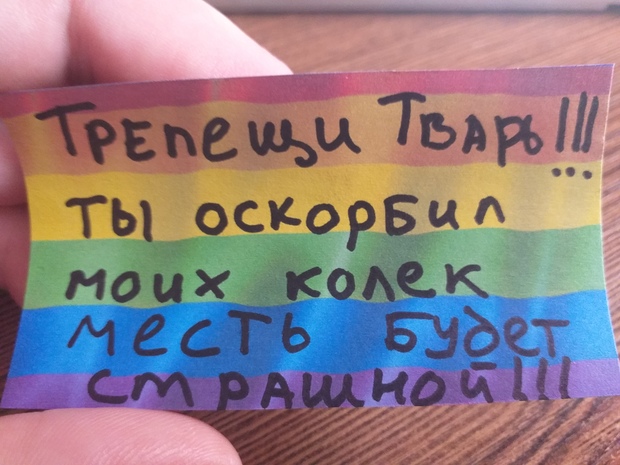 Трепещи Тварь!!!...
ты оскорбил
моих колек
месть будет
страшной!!!